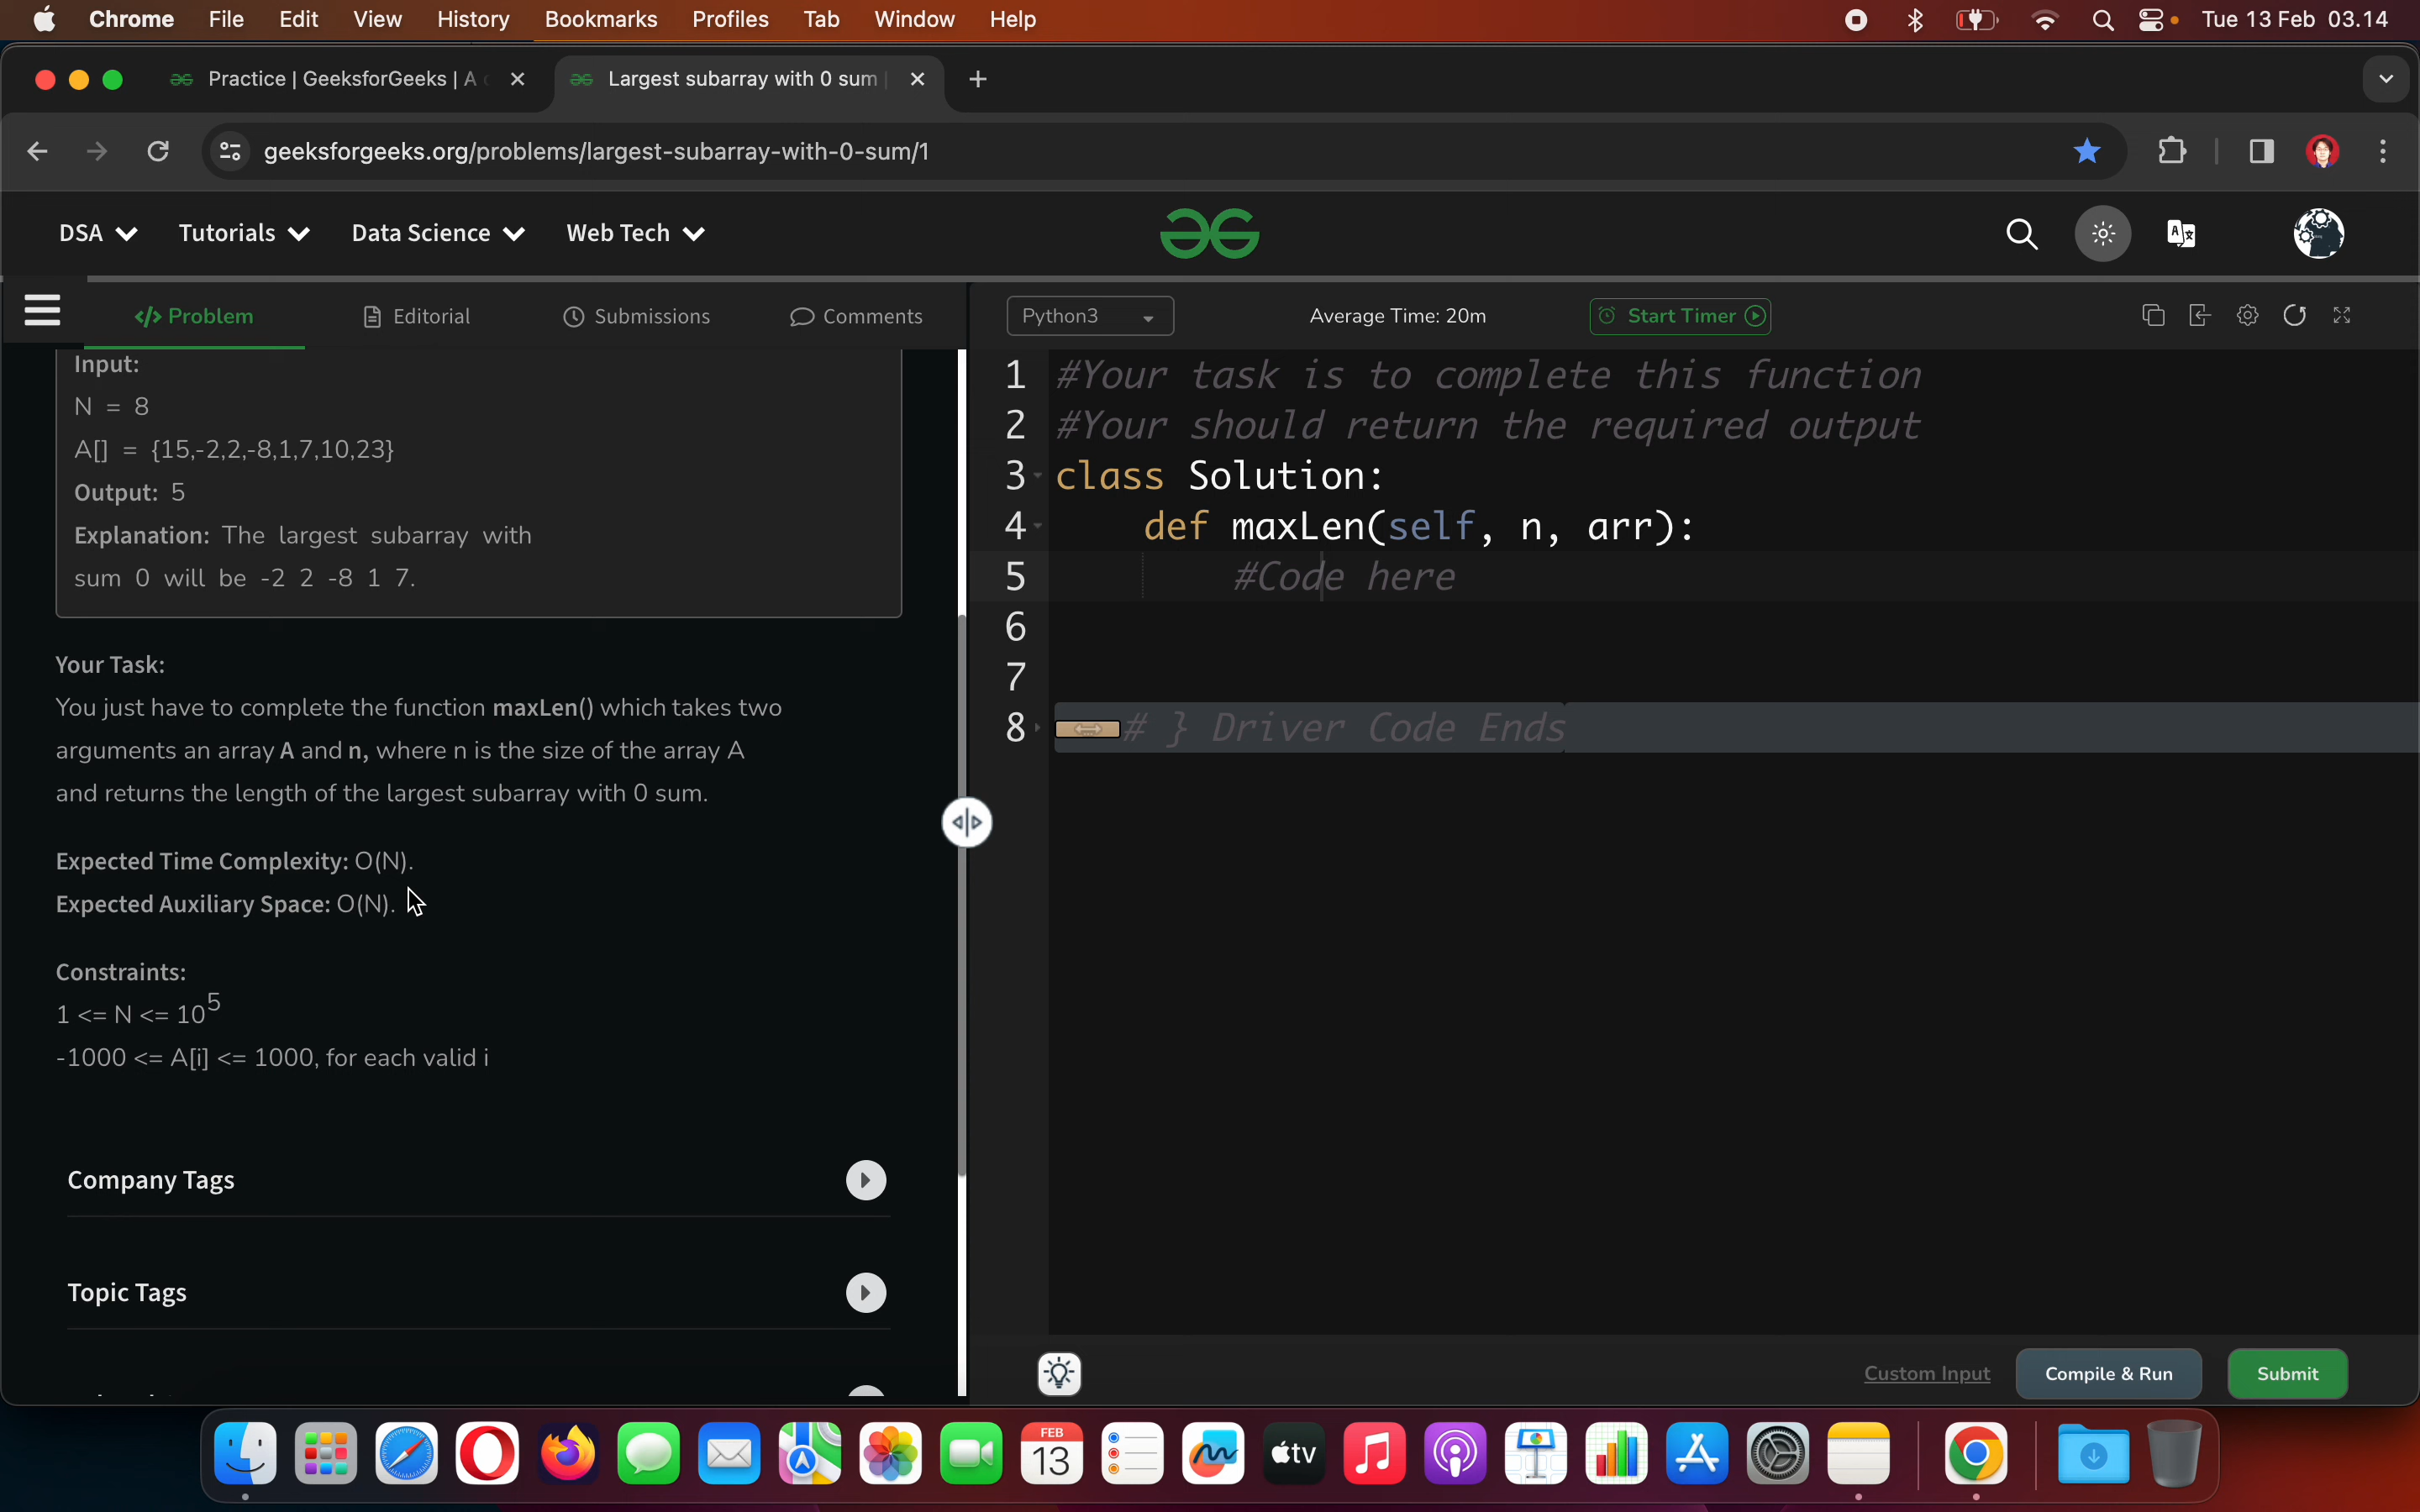 Chrome File Edit View History Bookmarks Profiles Tab Window Help Tue 13 Feb 03.14
Practice | GeeksforGeeks | A Largest subarray with 0 sum
geeksforgeeks.org/problems/largest-subarray-with-0-sum/1
DSA Tutorials Data Science Web Tech
</> Problem Editorial Submissions Comments
Input:
N = 8
A[] = {15,-2,2,-8,1,7,10,23}
Output: 5
Explanation: The largest subarray with
sum 0 will be -2 2 -8 1 7.
Your Task:
You just have to complete the function maxLen() which takes two
arguments an array A and n, where n is the size of the array A
and returns the length of the largest subarray with 0 sum.
Expected Time Complexity: O(N).
Expected Auxiliary Space: O(N).
Constraints:
1 <= N <= 10^5
-1000 <= A[i] <= 1000, for each valid i
Company Tags
Topic Tags
Python3 Average Time: 20m Start Timer
1 #Your task is to complete this function
2 #Your should return the required output
3 class Solution:
4 def maxLen(self, n, arr):
5 #Code here
6
7
8 # } Driver Code Ends
Custom Input Compile & Run Submit
FEB
13
tv